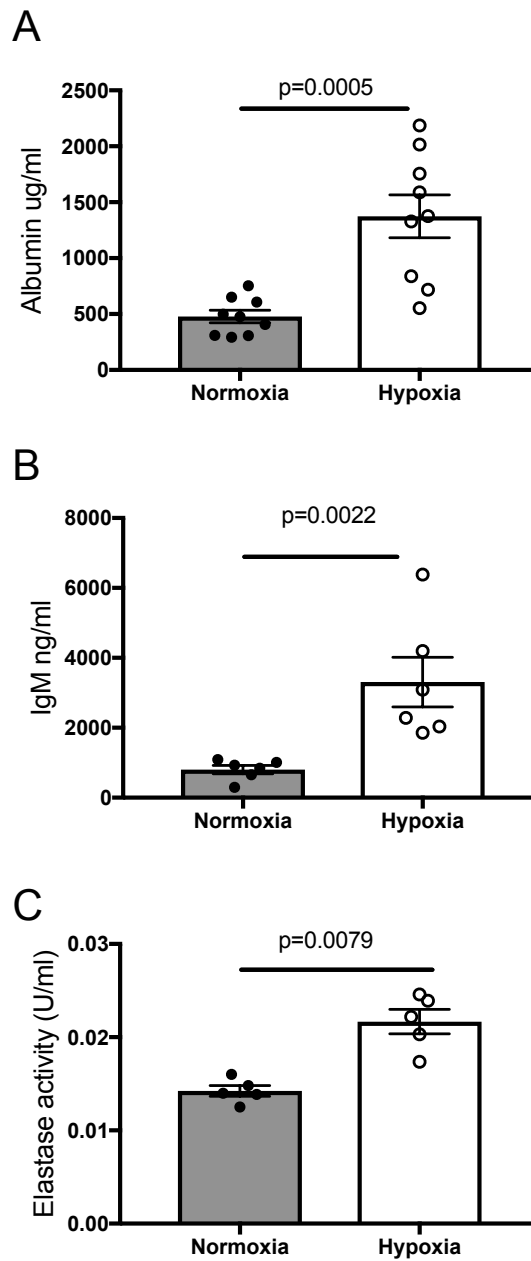 A
p=0.0005
Albumin ug/ml
2500
2000
1500
1000
500
0
Normoxia Hypoxia
B
p=0.0022
IgM ng/ml
8000
6000
4000
2000
0
Normoxia Hypoxia
C
p=0.0079
Elastase activity (U/ml)
0.03
0.02
0.01
0.00
Normoxia Hypoxia